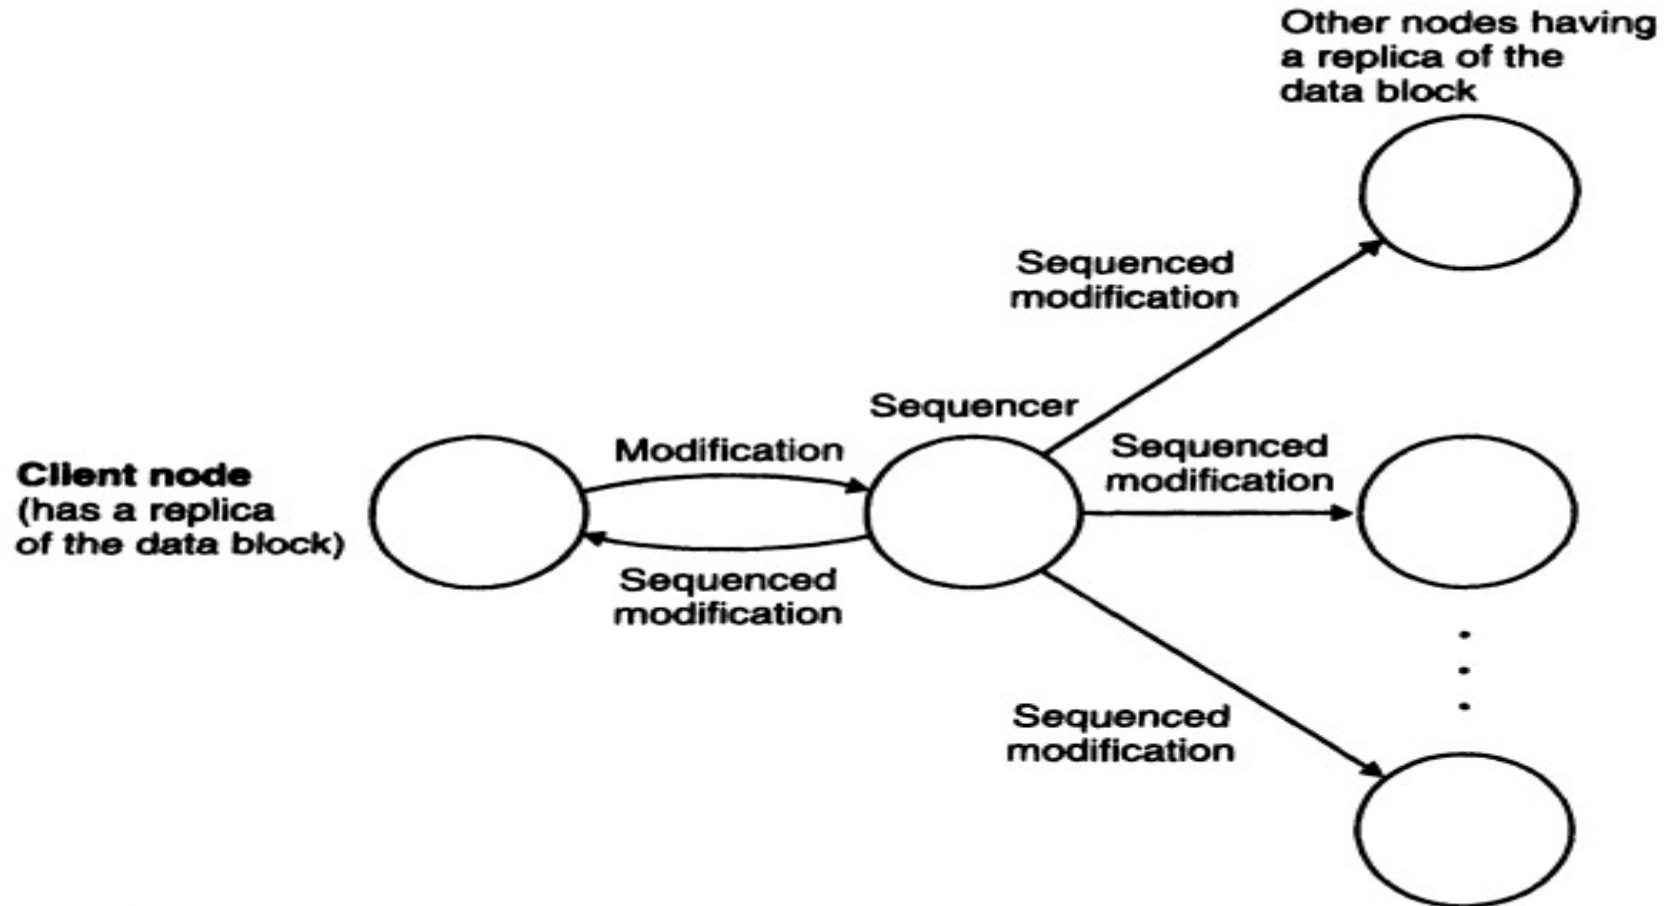 Other nodes having
a replica of the
data block
Sequenced
modification
Sequencer
Modification
Sequenced
modification
Client node
(has a replica
of the data block)
Sequenced
modification
Sequenced
modification